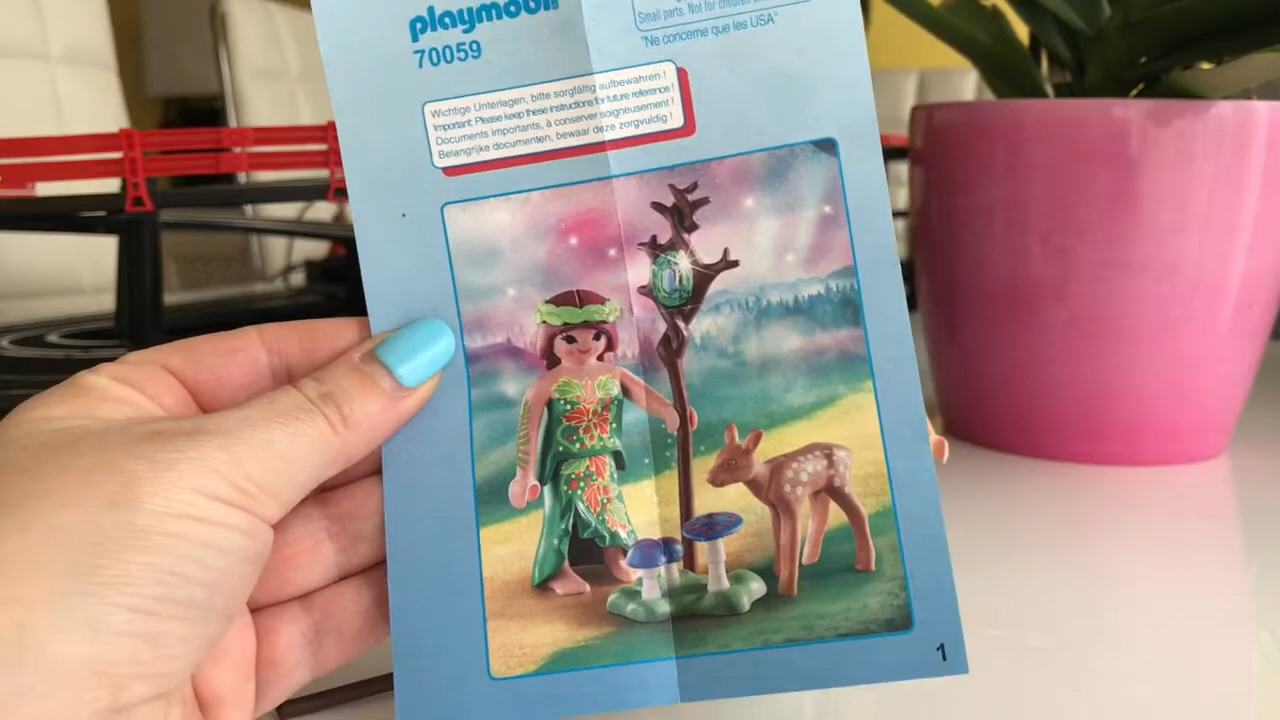 playmobil
70059
Small parts. Not for children
"Ne concerne que les USA"
Wichtige Unterlagen, bitte sorgfältig aufbewahren !
Important: Please keep these instructions for future reference !
Documents importants, à conserver soigneusement !
Belangrijke documenten, bewaar deze zorgvuldig !
1